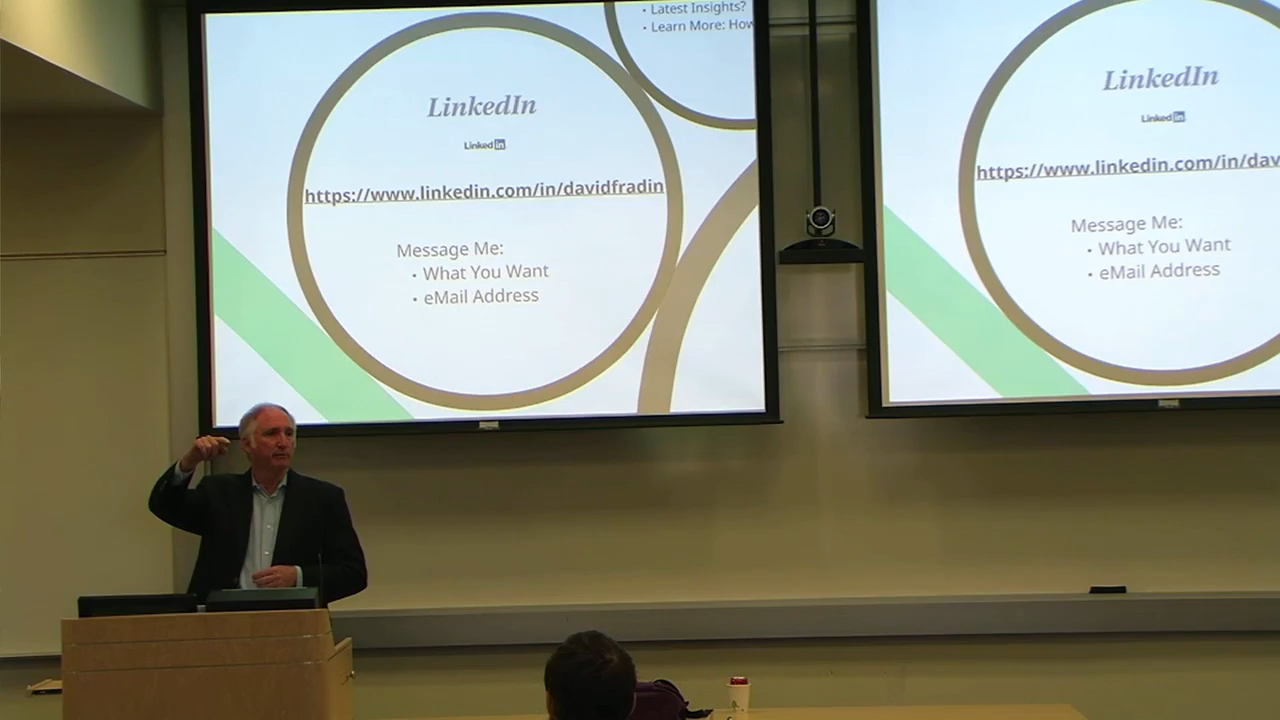 • Latest Insights?
• Learn More: How
LinkedIn
Linked in
https://www.linkedin.com/in/davidfradin
Message Me:
• What You Want
• eMail Address
LinkedIn
Linked in
https://www.linkedin.com/in/dav
Message Me:
• What You Want
• eMail Address